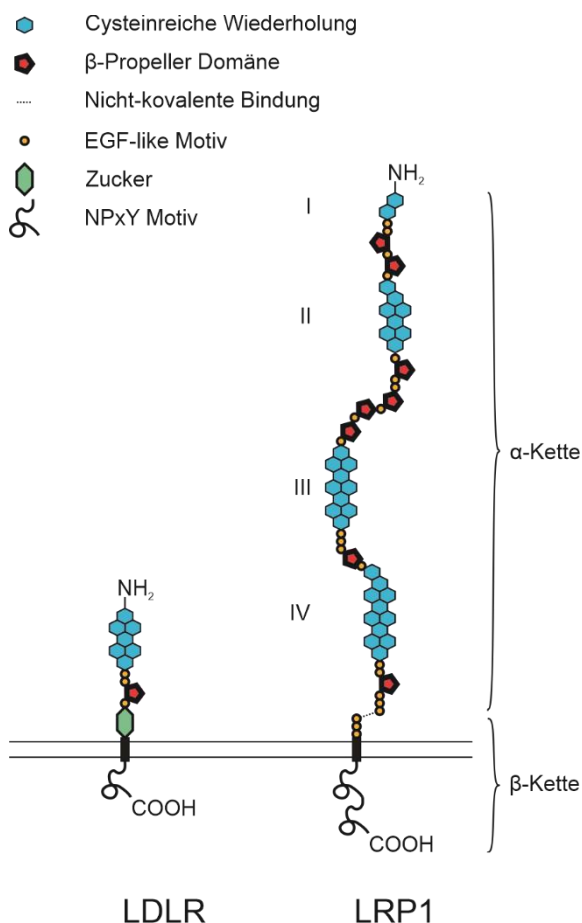 Cysteinreiche Wiederholung
β-Propeller Domäne
Nicht-kovalente Bindung
EGF-like Motiv
Zucker
NPxY Motiv
NH₂
I
II
α-Kette
III
NH₂
IV
β-Kette
COOH
COOH
LDLR
LRP1